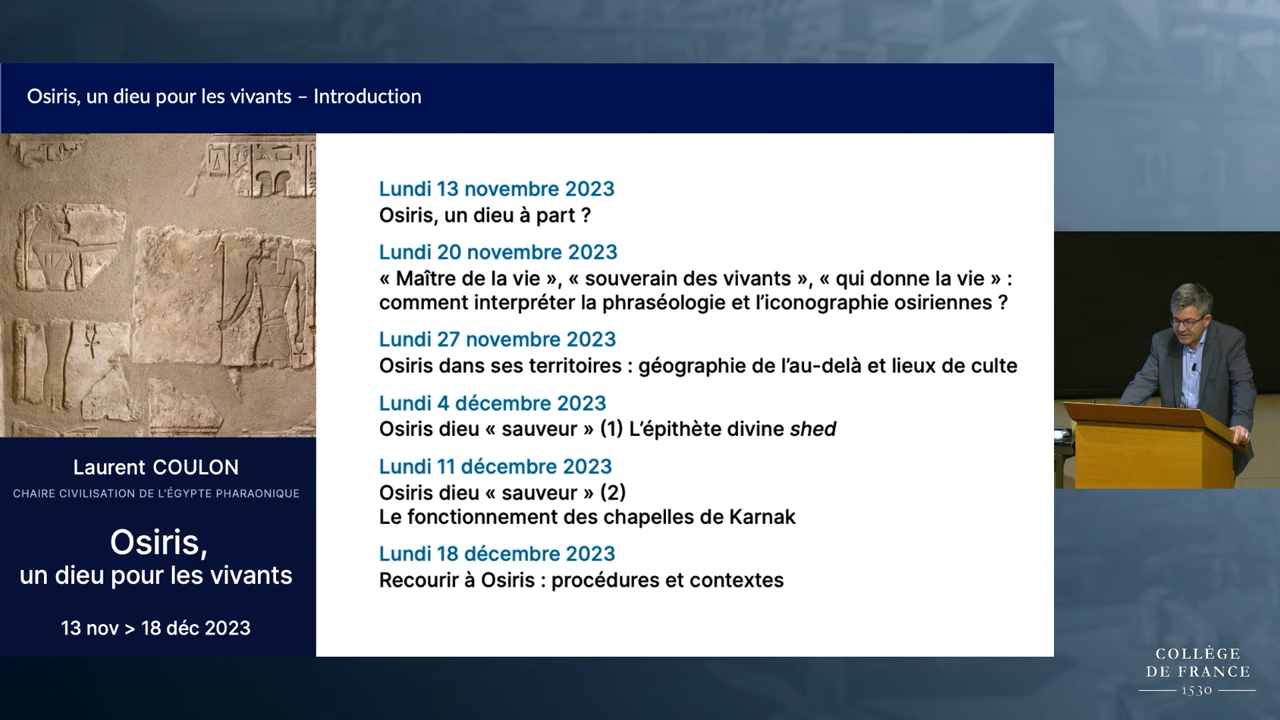 Osiris, un dieu pour les vivants – Introduction
Lundi 13 novembre 2023
Osiris, un dieu à part ?
Lundi 20 novembre 2023
« Maître de la vie », « souverain des vivants », « qui donne la vie » :
comment interpréter la phraséologie et l’iconographie osiriennes ?
Lundi 27 novembre 2023
Osiris dans ses territoires : géographie de l’au-delà et lieux de culte
Lundi 4 décembre 2023
Osiris dieu « sauveur » (1) L’épithète divine shed
Lundi 11 décembre 2023
Osiris dieu « sauveur » (2)
Le fonctionnement des chapelles de Karnak
Lundi 18 décembre 2023
Recourir à Osiris : procédures et contextes
Laurent COULON
CHAIRE CIVILISATION DE L’ÉGYPTE PHARAONIQUE
Osiris,
un dieu pour les vivants
13 nov > 18 déc 2023
COLLÈGE
DE FRANCE
1530